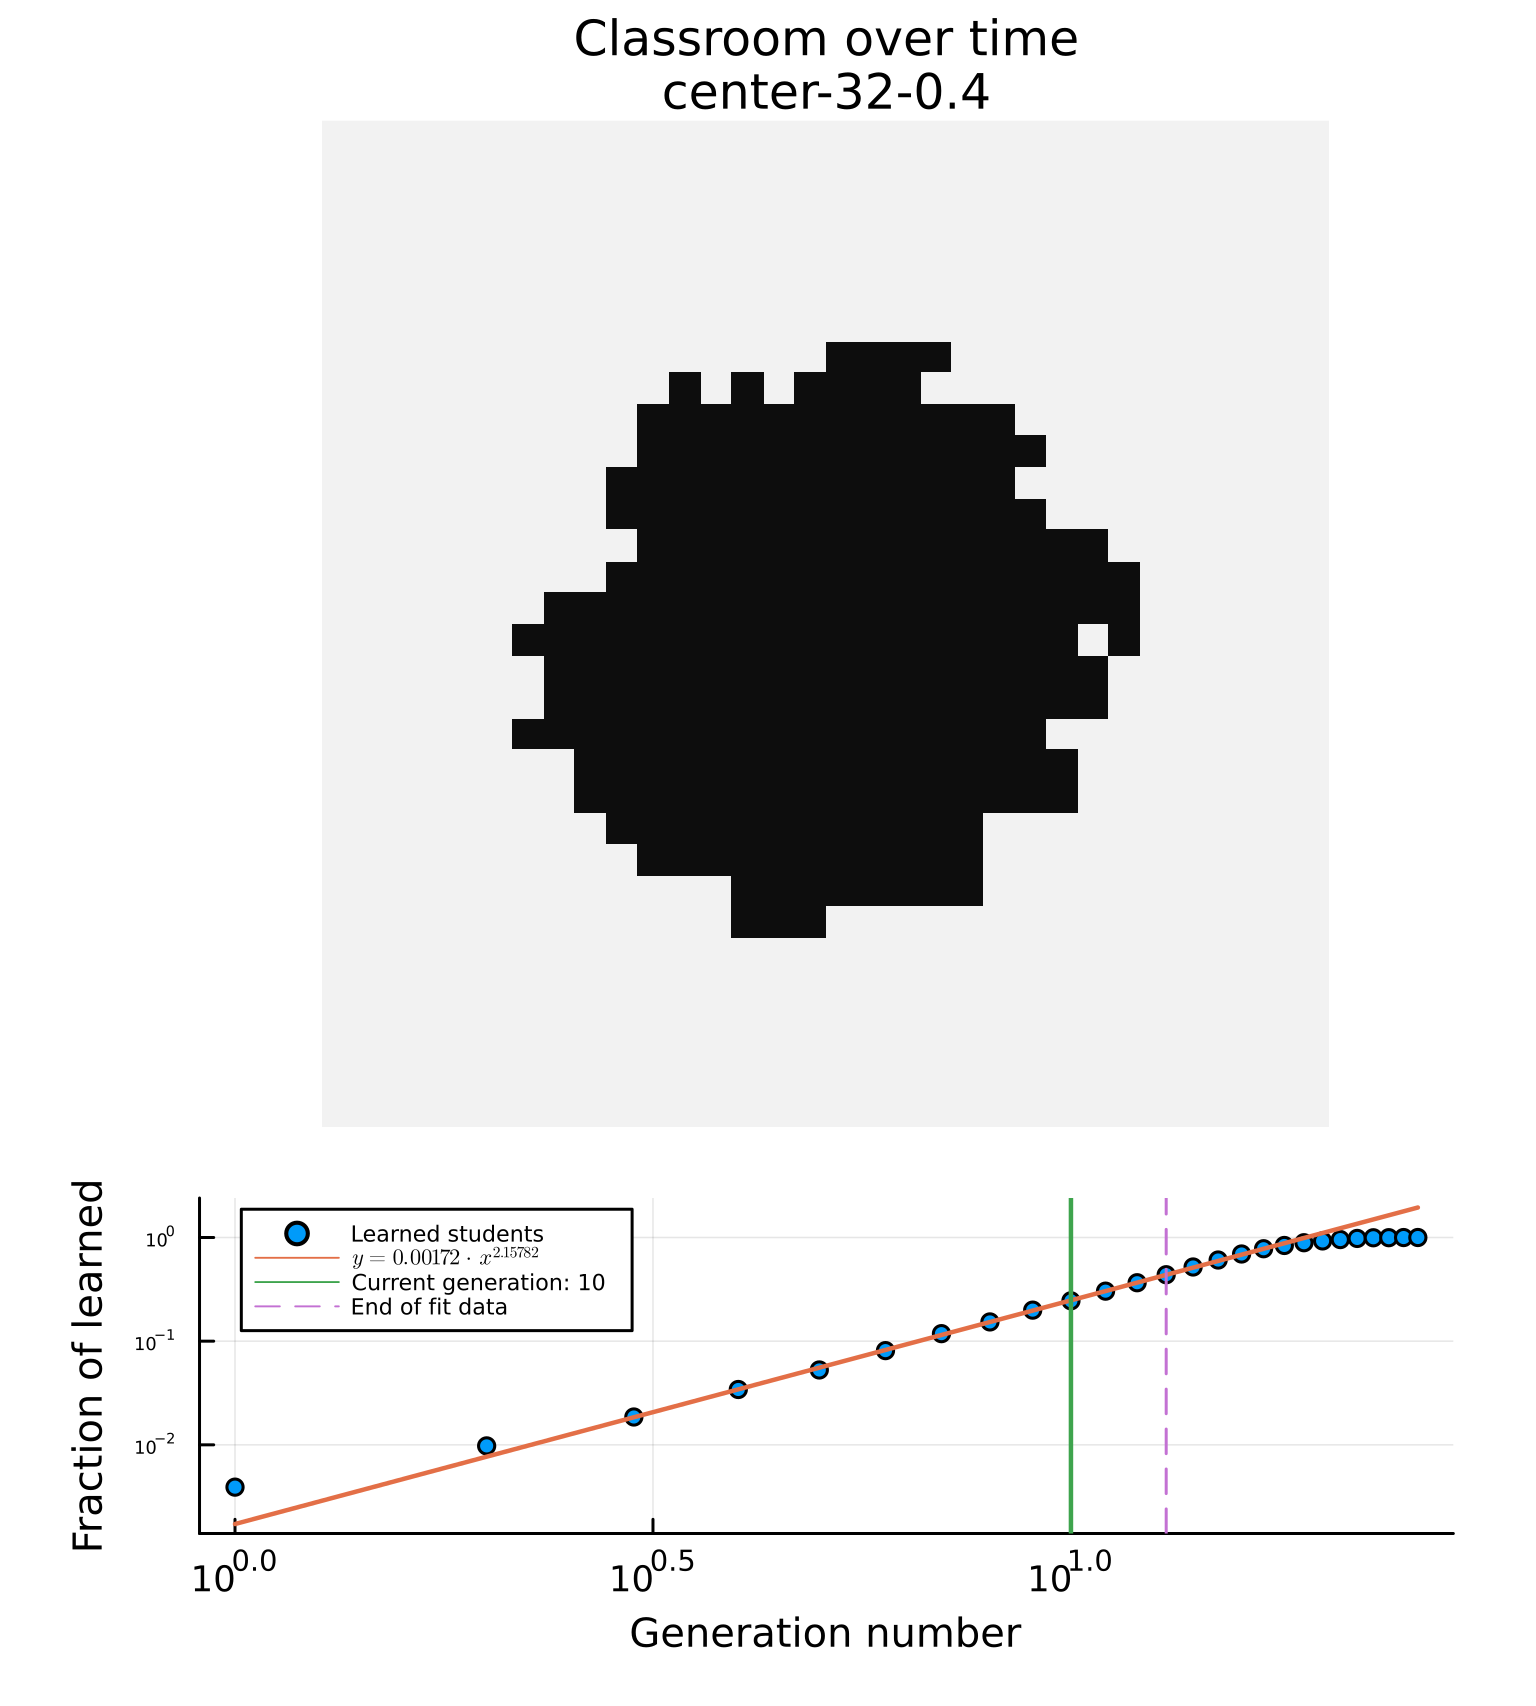 Classroom over time
center-32-0.4
Fraction of learned
10⁰
10⁻¹
10⁻²
Learned students
y = 0.00172 · x^2.15782
Current generation: 10
End of fit data
10^0.0
10^0.5
10^1.0
Generation number